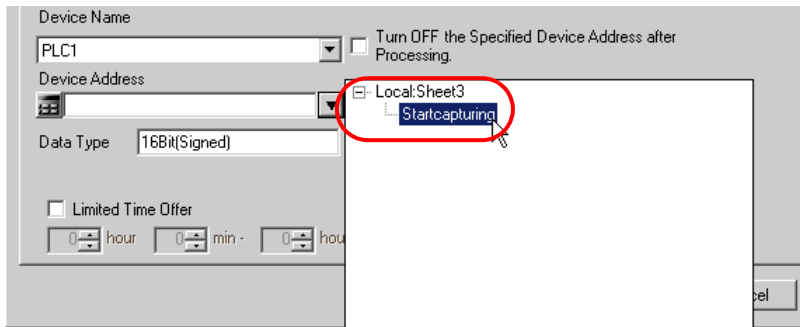 Device Name
PLC1
Turn OFF the Specified Device Address after
Processing.
Device Address
Local:Sheet3
Startcapturing
Data Type 16Bit(Signed)
Limited Time Offer
0 hour 0 min - 0 hou
cel